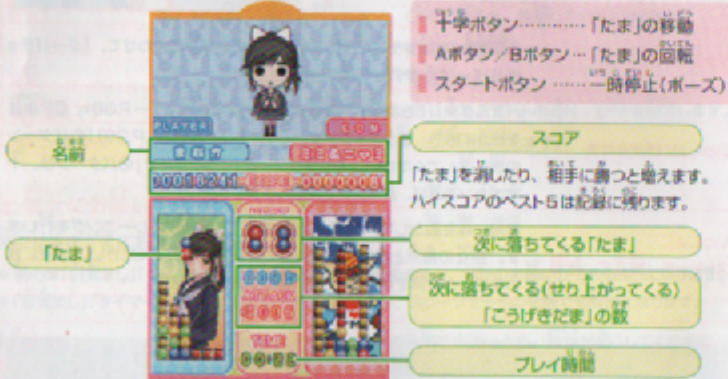 十字ボタン…………「たま」の移動
Aボタン/Bボタン…「たま」の回転
スタートボタン ……一時停止(ポーズ)
PLAYER
COM
名前
スコア
00018241
00000008
「たま」を消したり、相手に勝つと増えます。
ハイスコアのベスト5は記録に残ります。
「たま」
次に落ちてくる「たま」
ATTACK
次に落ちてくる(せり上がってくる)
「こうげきだま」の数
TIME
プレイ時間